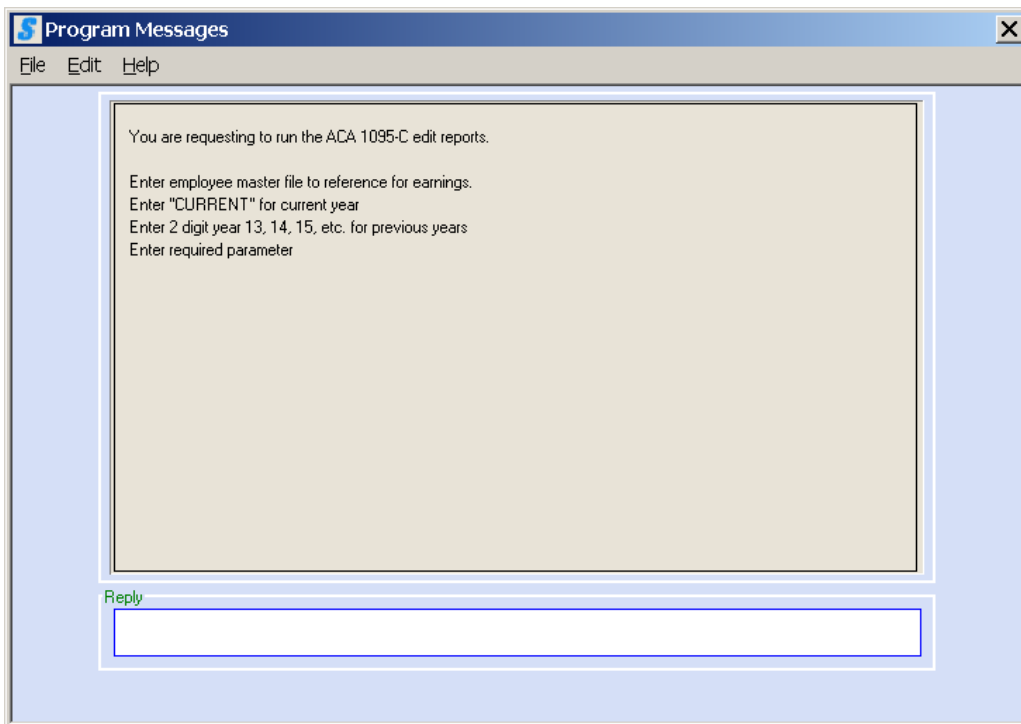 Program Messages
File Edit Help
You are requesting to run the ACA 1095-C edit reports.
Enter employee master file to reference for earnings.
Enter "CURRENT" for current year
Enter 2 digit year 13, 14, 15, etc. for previous years
Enter required parameter
Reply